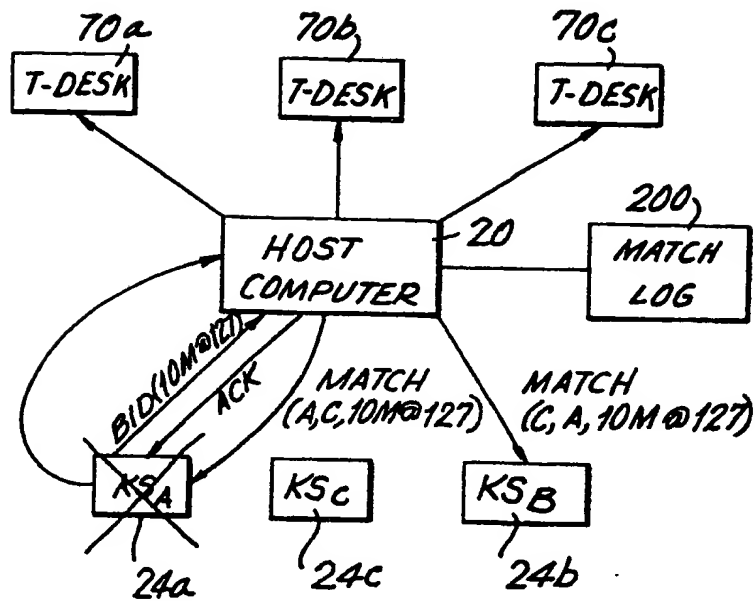 70a
70b
70c
T-DESK
T-DESK
T-DESK
20
200
HOST
COMPUTER
MATCH
LOG
BID(10M@127)
ACK
MATCH
(A,C,10M@127)
MATCH
(C,A,10M@127)
KSA
KSC
KSB
24a
24c
24b